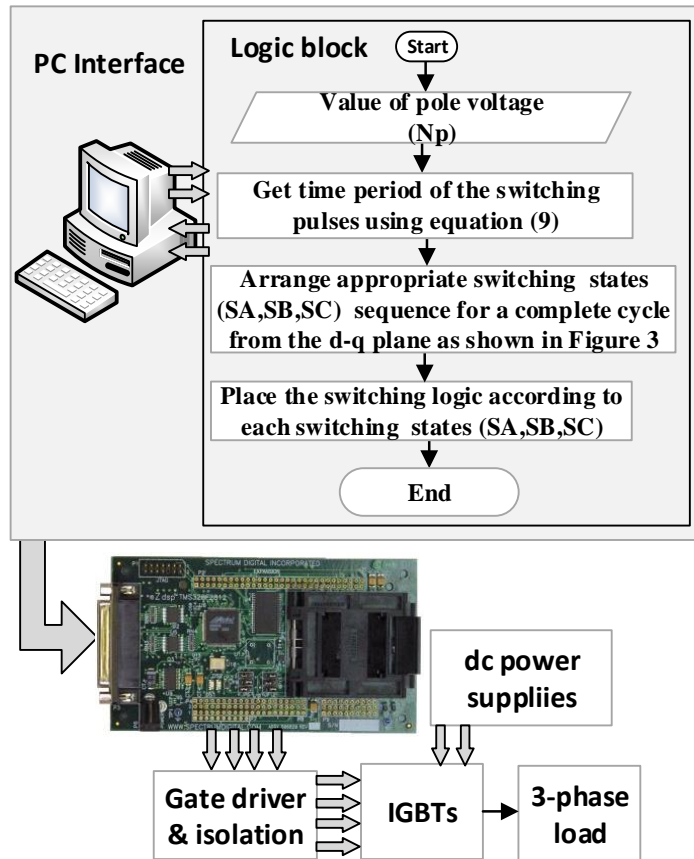 PC Interface
Logic block
Start
Value of pole voltage
(Np)
Get time period of the switching
pulses using equation (9)
Arrange appropriate switching states
(SA,SB,SC) sequence for a complete cycle
from the d-q plane as shown in Figure 3
Place the switching logic according to
each switching states (SA,SB,SC)
End
SPECTRUM DIGITAL INCORPORATED
JTAG
dc power
suppliies
Gate driver
& isolation
IGBTs
3-phase
load